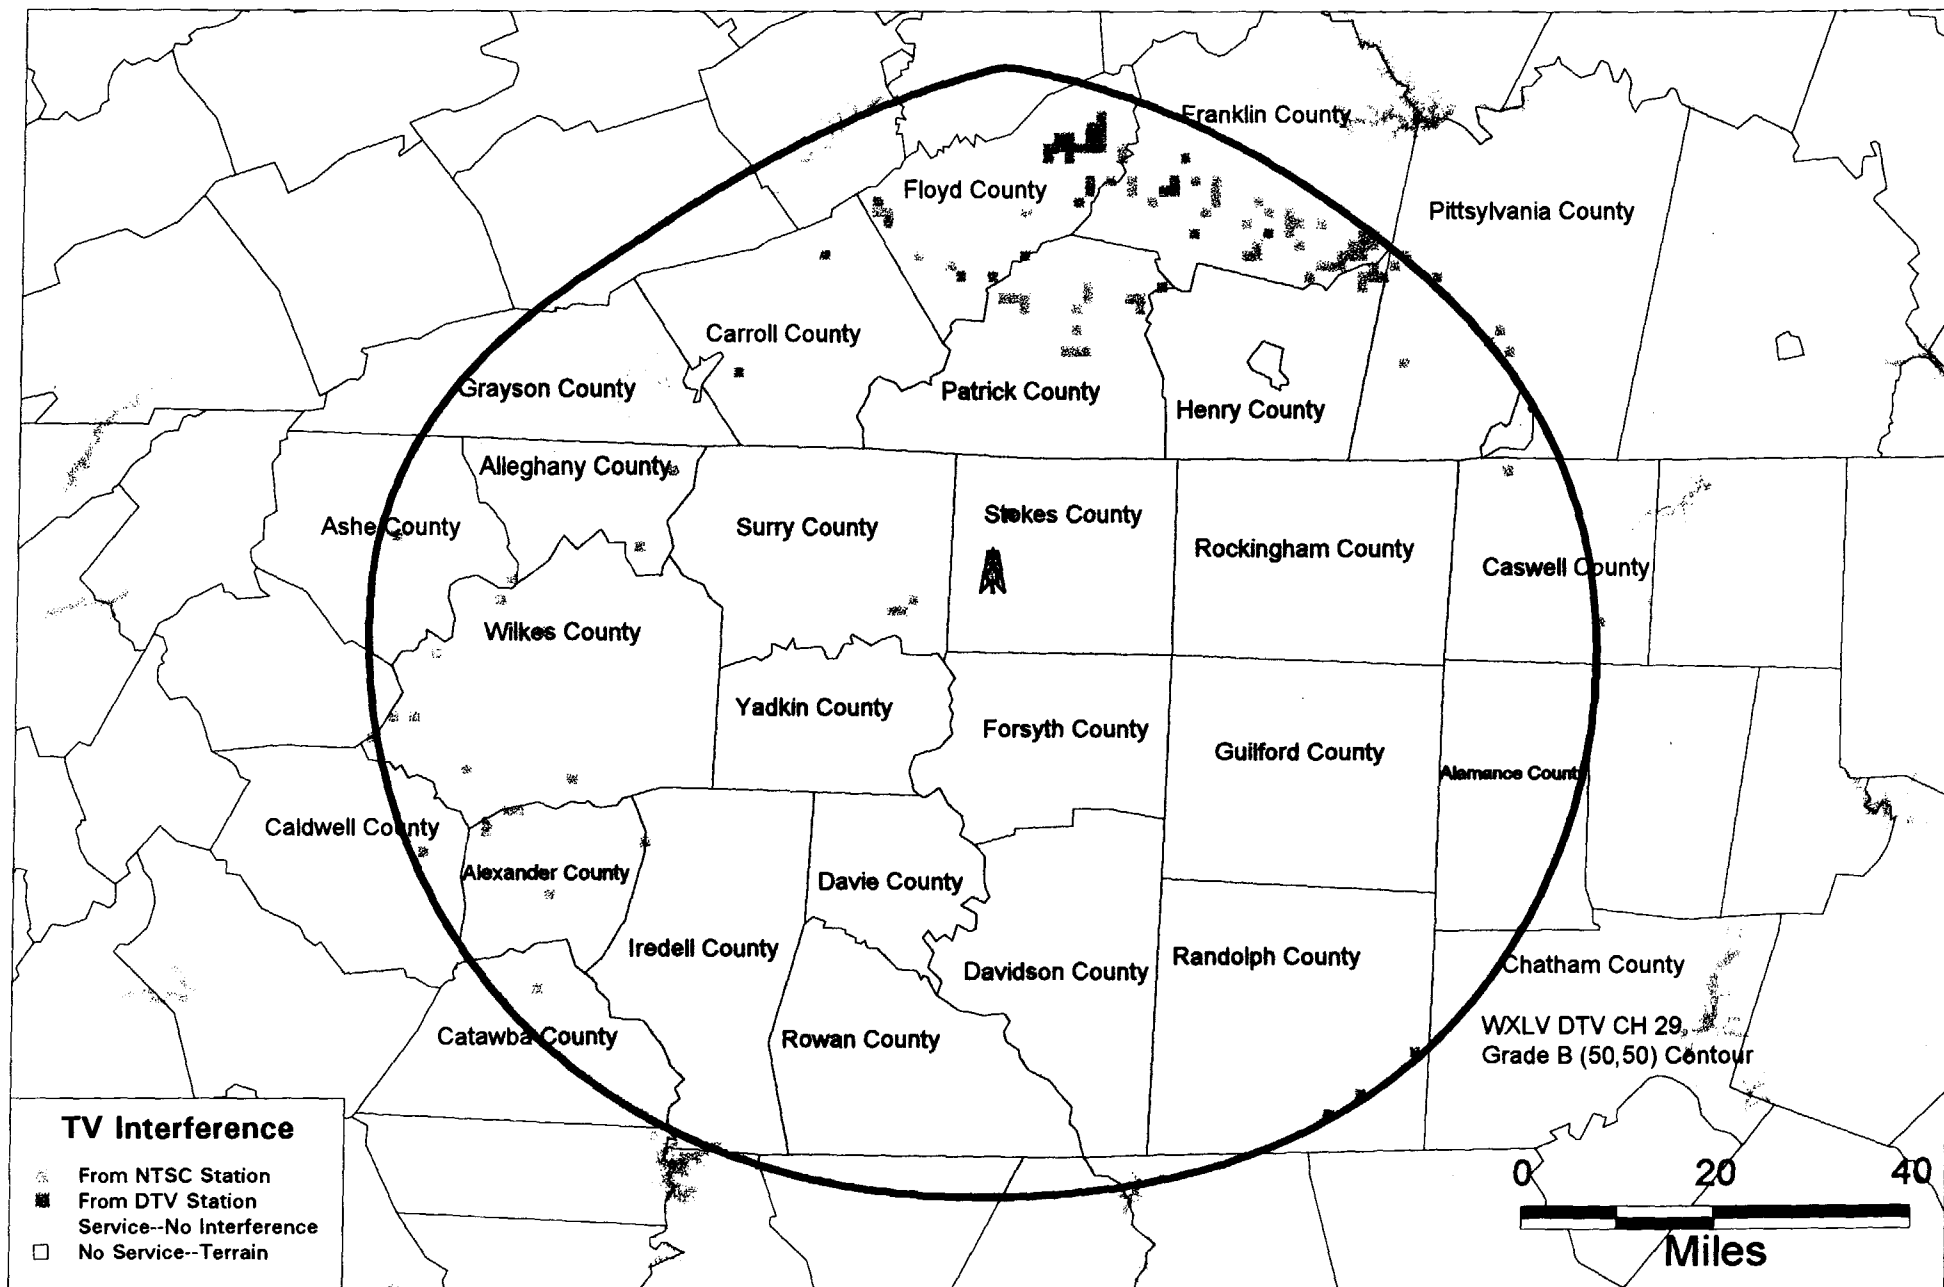 Franklin County
Floyd County
Pittsylvania County
Carroll County
Grayson County
Patrick County
Henry County
Alleghany County
Ashe County
Surry County
Stokes County
Rockingham County
Caswell County
Wilkes County
Yadkin County
Forsyth County
Guilford County
Alamance County
Caldwell County
Alexander County
Davie County
Iredell County
Davidson County
Randolph County
Chatham County
Catawba County
Rowan County
WXLV DTV CH 29
Grade B (50,50) Contour
TV Interference
From NTSC Station
From DTV Station
Service--No Interference
No Service--Terrain
0 20 40
Miles